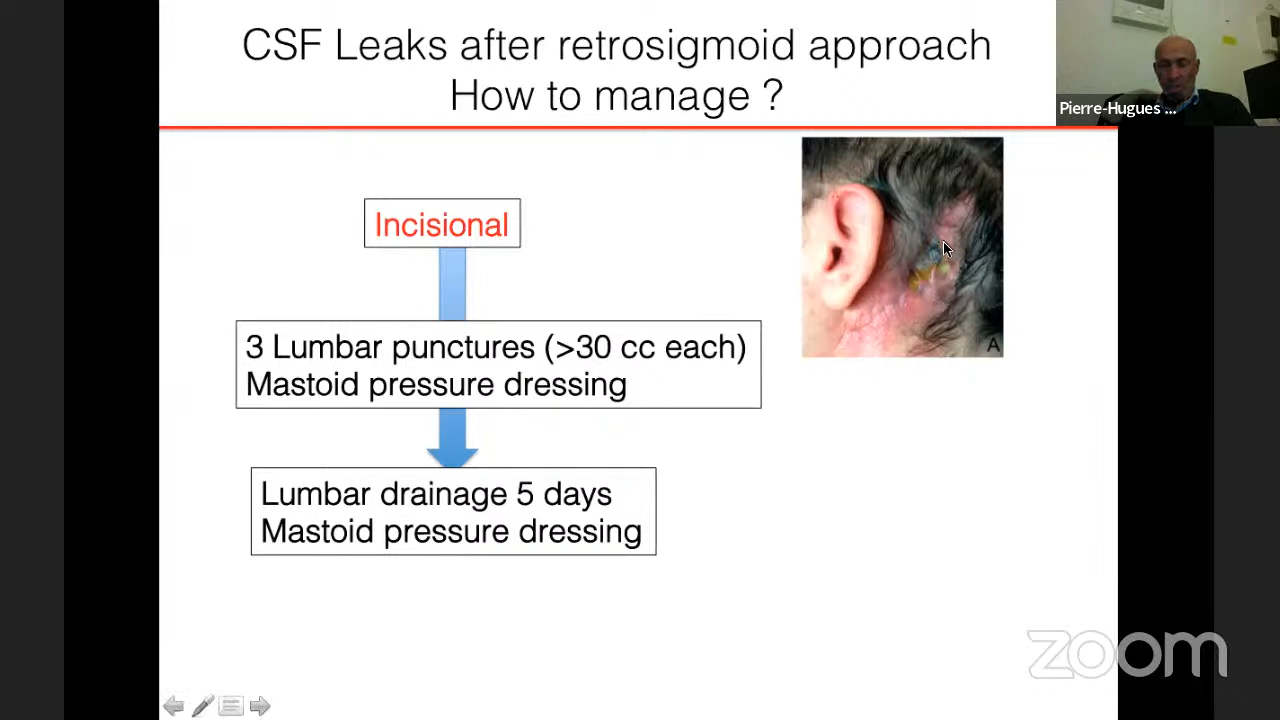 CSF Leaks after retrosigmoid approach
How to manage ?
Pierre-Hugues ...
Incisional
3 Lumbar punctures (>30 cc each)
Mastoid pressure dressing
A
Lumbar drainage 5 days
Mastoid pressure dressing
zoom